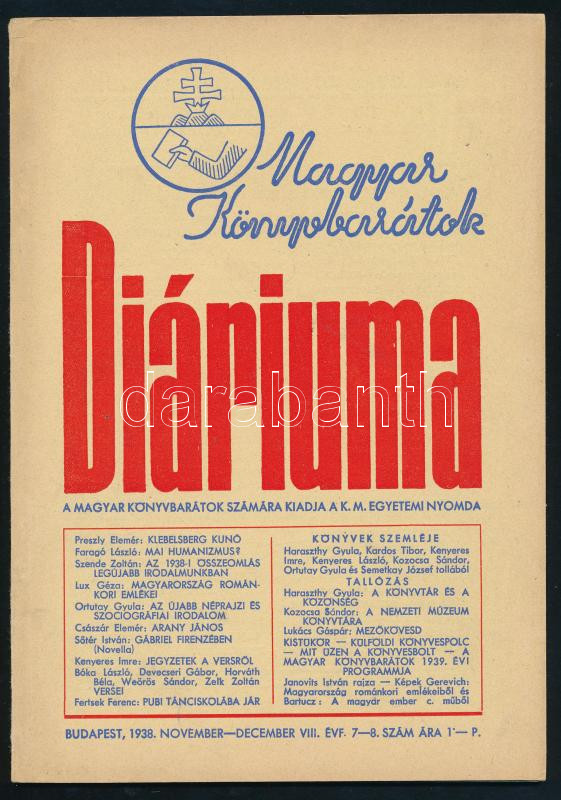 Magyar
Könyvbarátok
Diáriuma
darabanth
A MAGYAR KÖNYVBARÁTOK SZÁMÁRA KIADJA A K. M. EGYETEMI NYOMDA
Preszly Elemér: KLEBELSBERG KUNÓ
Faragó László: MAI HUMANIZMUS?
Szende Zoltán: AZ 1938-I ÖSSZEOMLÁS
LEGÚJABB IRODALMUNKBAN
Lux Géza: MAGYARORSZÁG ROMÁN-
KORI EMLÉKEI
Ortutay Gyula: AZ ÚJABB NÉPRAJZI ÉS
SZOCIOGRÁFIAI IRODALOM
Császár Elemér: ARANY JÁNOS
Sőtér István: GÁBRIEL FIRENZÉBEN
(Novella)
Kenyeres Imre: JEGYZETEK A VERSRŐL
Bóka László, Devecseri Gábor, Horváth
Béla, Weörös Sándor, Zelk Zoltán
VERSEI
Fertsek Ferenc: PUBI TÁNCISKOLÁBA JÁR
KÖNYVEK SZEMLÉJE
Haraszthy Gyula, Kardos Tibor, Kenyeres
Imre, Kenyeres László, Kozocsa Sándor,
Ortutay Gyula és Semetkay József tollából
TALLÓZÁS
Haraszthy Gyula: A KÖNYVTÁR ÉS A
KÖZÖNSÉG
Kozocsa Sándor: A NEMZETI MÚZEUM
KÖNYVTÁRA
Lukács Gáspár: MEZŐKÖVESD
KISTÜKÖR — KÜLFÖLDI KÖNYVESPOLC
— MIT ÜZEN A KÖNYVESBOLT — A
MAGYAR KÖNYVBARÁTOK 1939. ÉVI
PROGRAMMJA
Janovits István rajza — Képek Gerevich:
Magyarország románkori emlékeiből és
Bartucz: A magyar ember c. műből
BUDAPEST, 1938. NOVEMBER—DECEMBER VIII. ÉVF. 7—8. SZÁM ÁRA 1·— P.